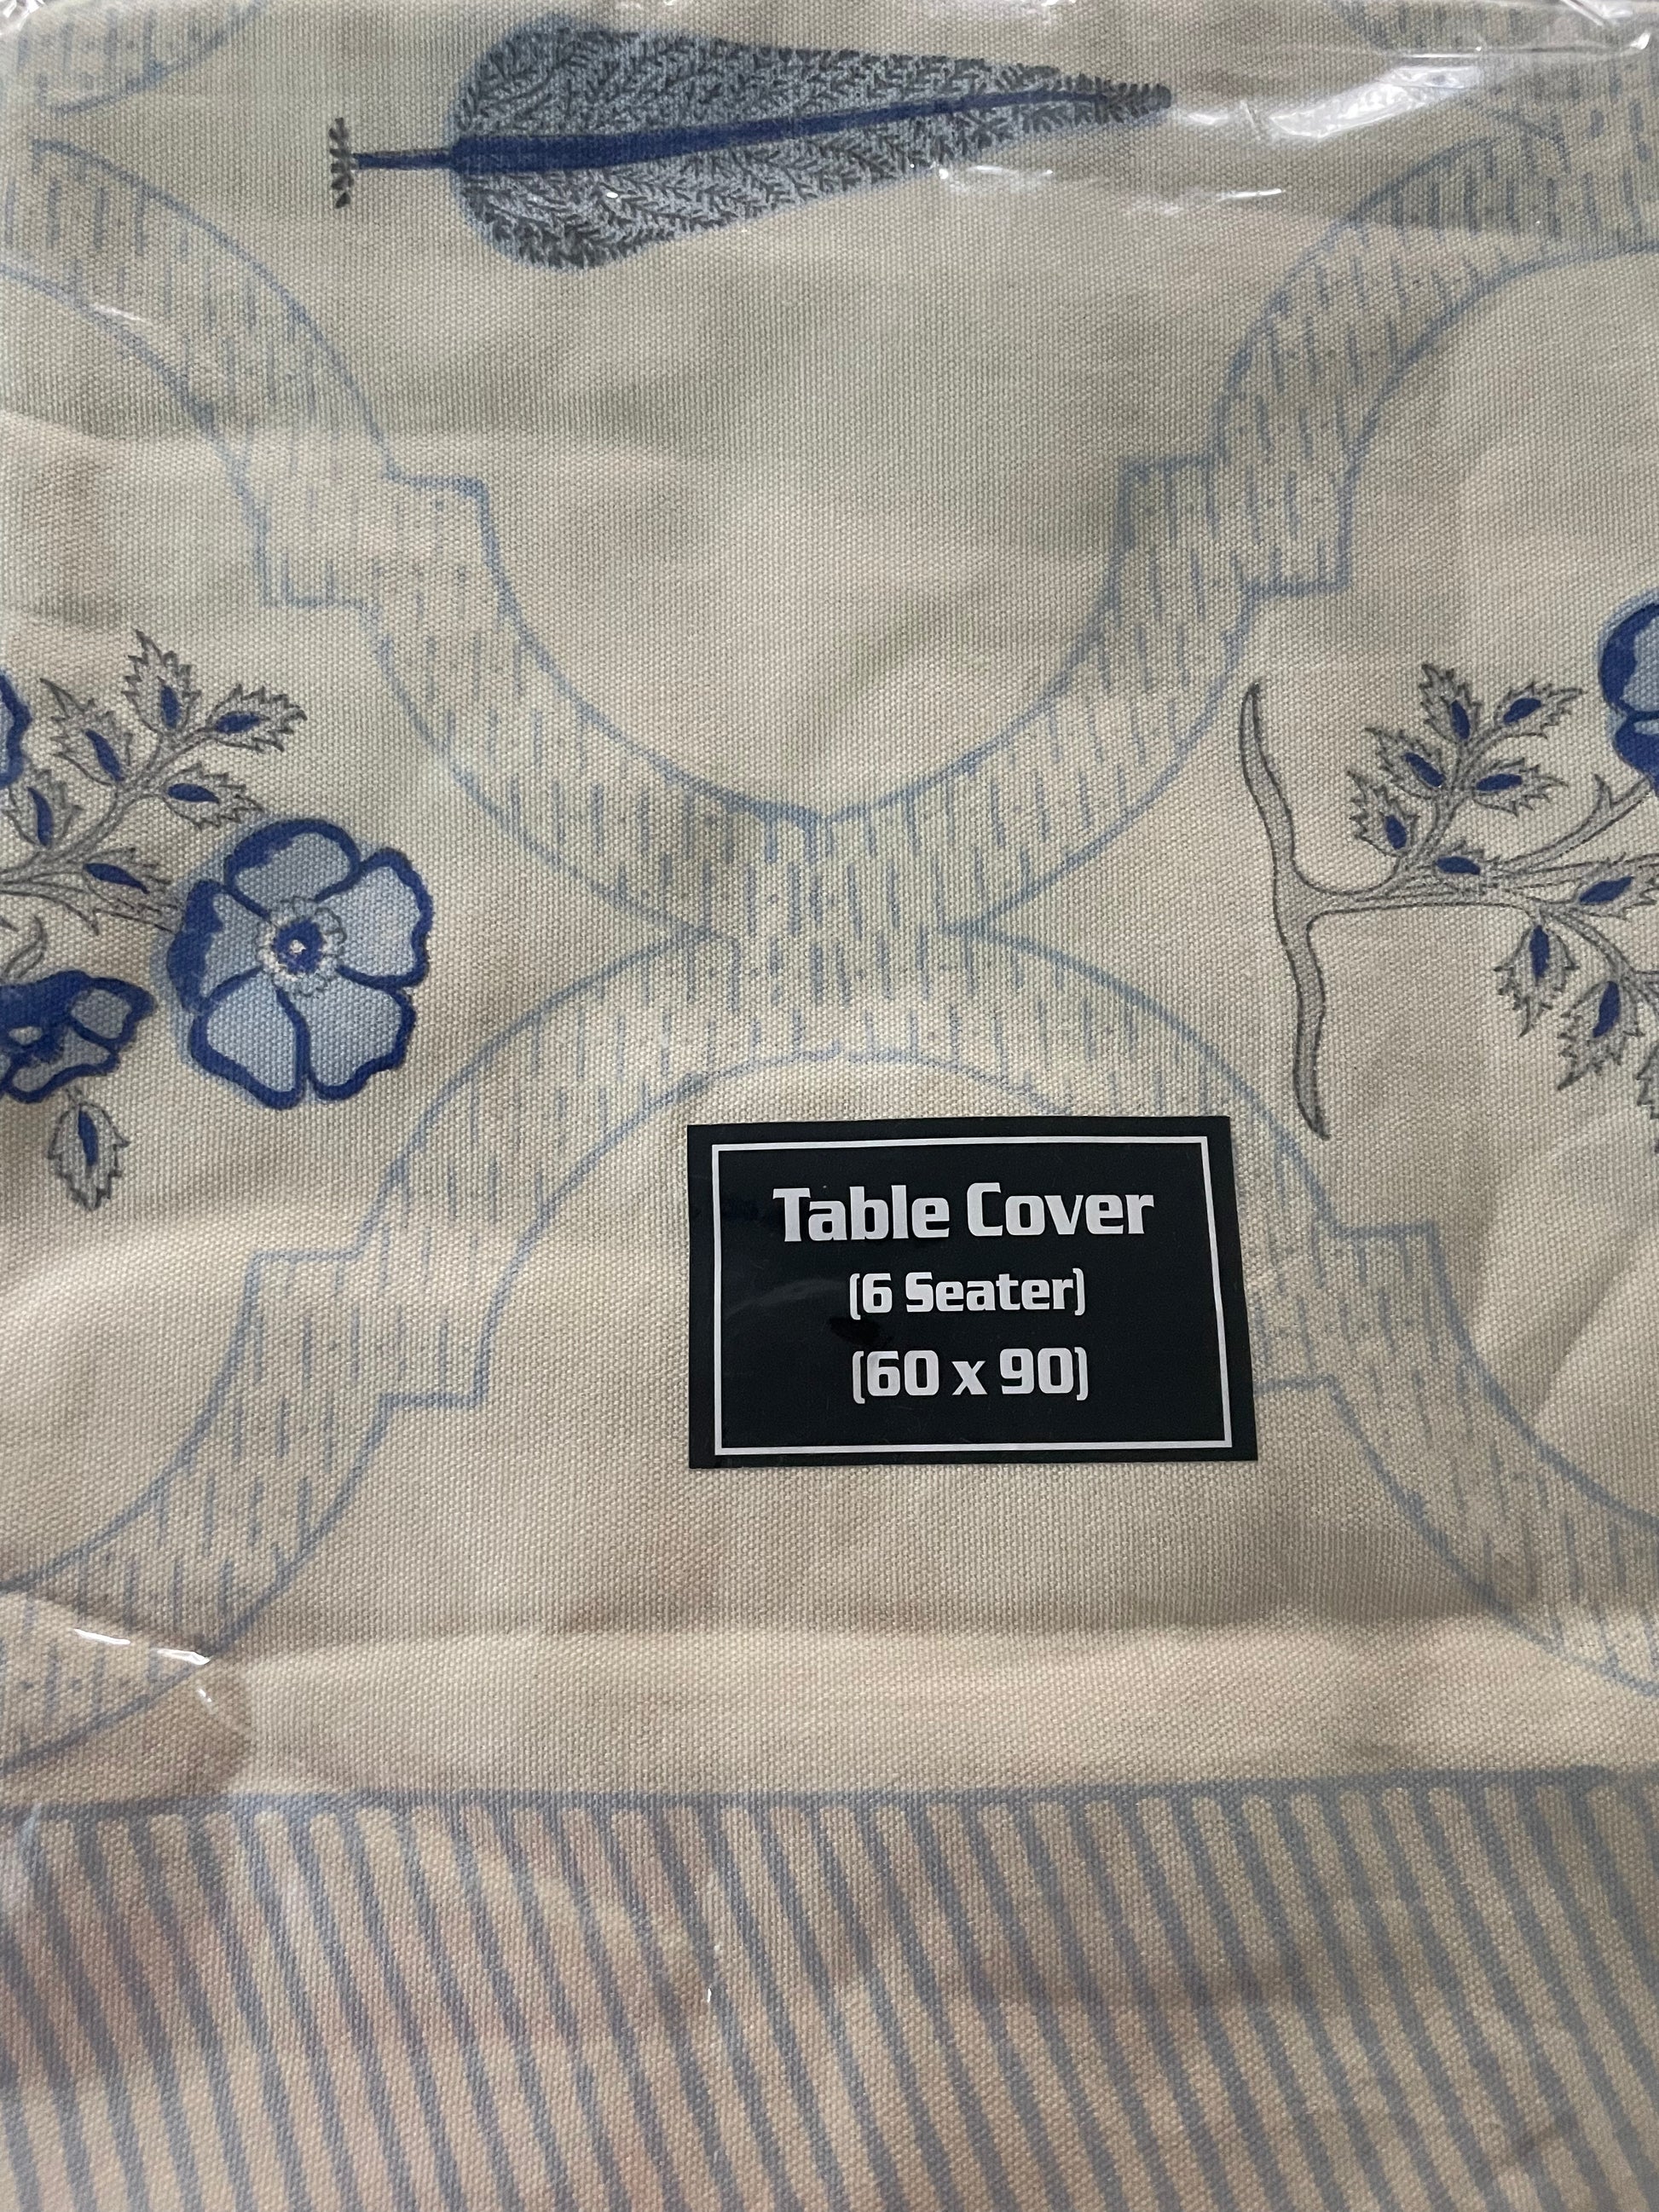 Table Cover
(6 Seater)
(60 x 90)